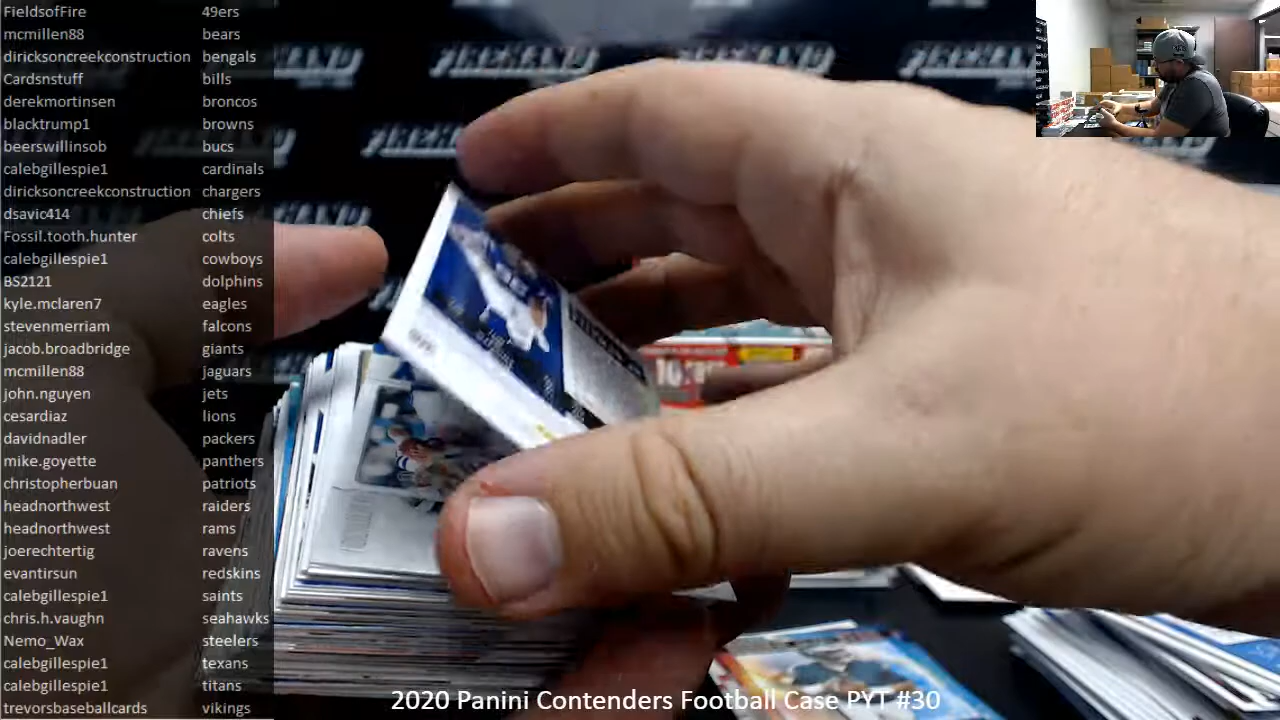 FieldsofFire 49ers
mcmillen88 bears
diricksoncreekconstruction bengals
Cardsnstuff bills
derekmortinsen broncos
blacktrump1 browns
beerswillinsob bucs
calebgillespie1 cardinals
diricksoncreekconstruction chargers
dsavic414 chiefs
Fossil.tooth.hunter colts
calebgillespie1 cowboys
BS2121 dolphins
kyle.mclaren7 eagles
stevenmerriam falcons
jacob.broadbridge giants
mcmillen88 jaguars
john.nguyen jets
cesardiaz lions
davidnadler packers
mike.goyette panthers
christopherbuan patriots
headnorthwest raiders
headnorthwest rams
joerechtertig ravens
evantirsun redskins
calebgillespie1 saints
chris.h.vaughn seahawks
Nemo_Wax steelers
calebgillespie1 texans
calebgillespie1 titans
trevorsbaseballcards vikings
2020 Panini Contenders Football Case PYT #30